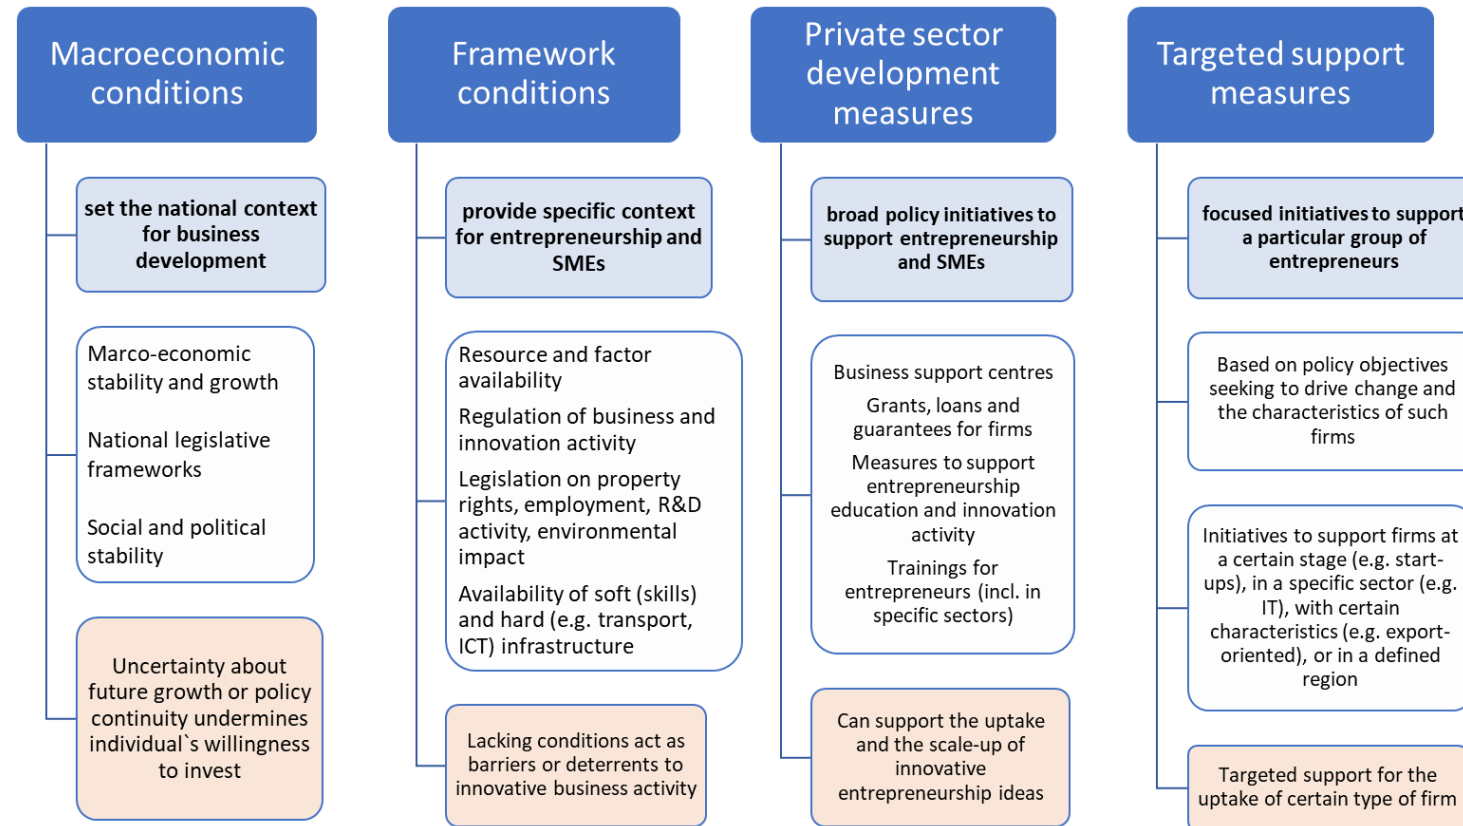 Macroeconomic
conditions
set the national context
for business
development
Marco-economic
stability and growth
National legislative
frameworks
Social and political
stability
Uncertainty about
future growth or policy
continuity undermines
individual`s willingness
to invest
Framework
conditions
provide specific context
for entrepreneurship and
SMEs
Resource and factor
availability
Regulation of business and
innovation activity
Legislation on property
rights, employment, R&D
activity, environmental
impact
Availability of soft (skills)
and hard (e.g. transport,
ICT) infrastructure
Lacking conditions act as
barriers or deterrents to
innovative business activity
Private sector
development
measures
broad policy initiatives to
support entrepreneurship
and SMEs
Business support centres
Grants, loans and
guarantees for firms
Measures to support
entrepreneurship
education and innovation
activity
Trainings for
entrepreneurs (incl. in
specific sectors)
Can support the uptake
and the scale-up of
innovative
entrepreneurship ideas
Targeted support
measures
focused initiatives to support
a particular group of
entrepreneurs
Based on policy objectives
seeking to drive change and
the characteristics of such
firms
Initiatives to support firms at
a certain stage (e.g. start-
ups), in a specific sector (e.g.
IT), with certain
characteristics (e.g. export-
oriented), or in a defined
region
Targeted support for the
uptake of certain type of firm